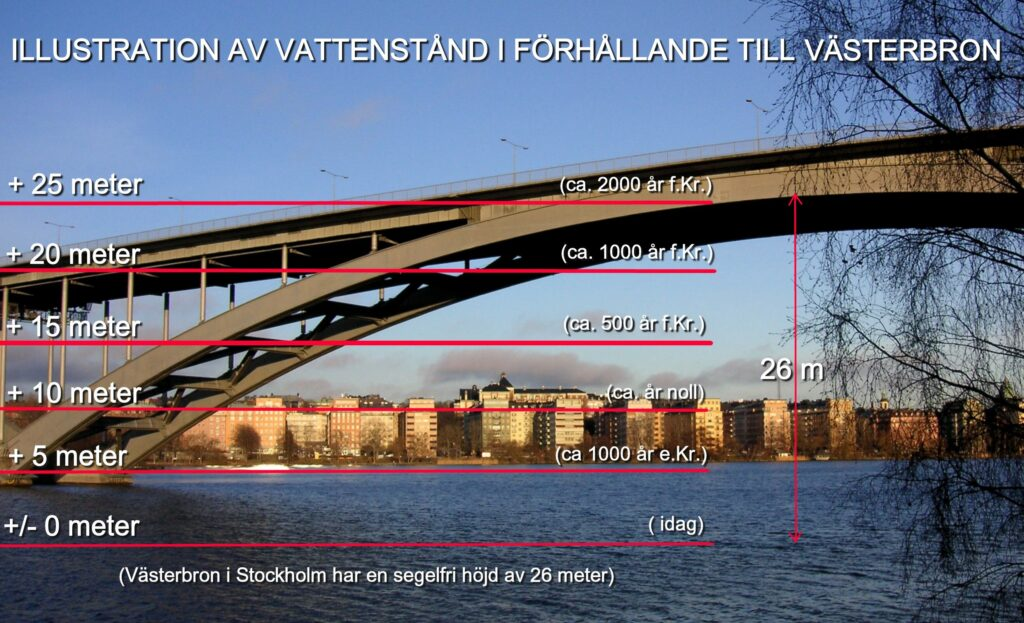 ILLUSTRATION AV VATTENSTÅND I FÖRHÅLLANDE TILL VÄSTERBRON
+ 25 meter (ca. 2000 år f.Kr.)
+ 20 meter (ca. 1000 år f.Kr.)
+ 15 meter (ca. 500 år f.Kr.)
26 m
+ 10 meter (ca. år noll)
+ 5 meter (ca 1000 år e.Kr.)
+/- 0 meter ( idag)
(Västerbron i Stockholm har en segelfri höjd av 26 meter)